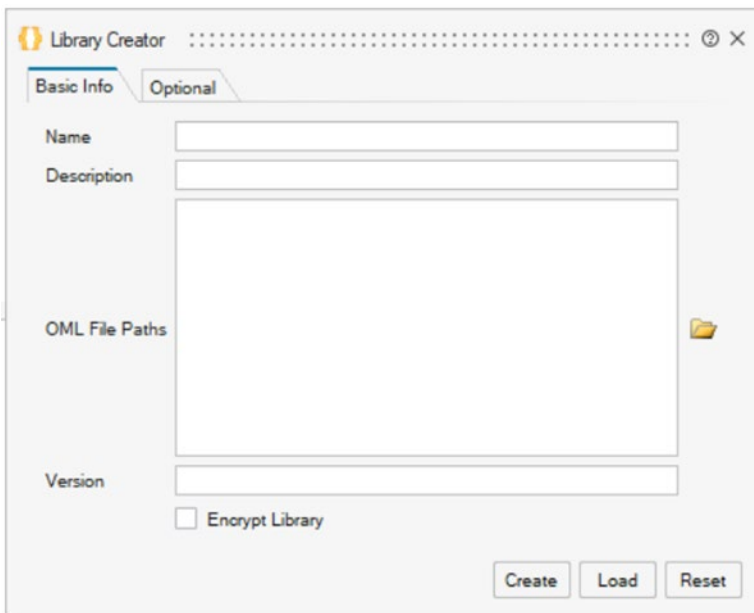 Library Creator
Basic Info Optional
Name
Description
OML File Paths
Version
Encrypt Library
Create Load Reset